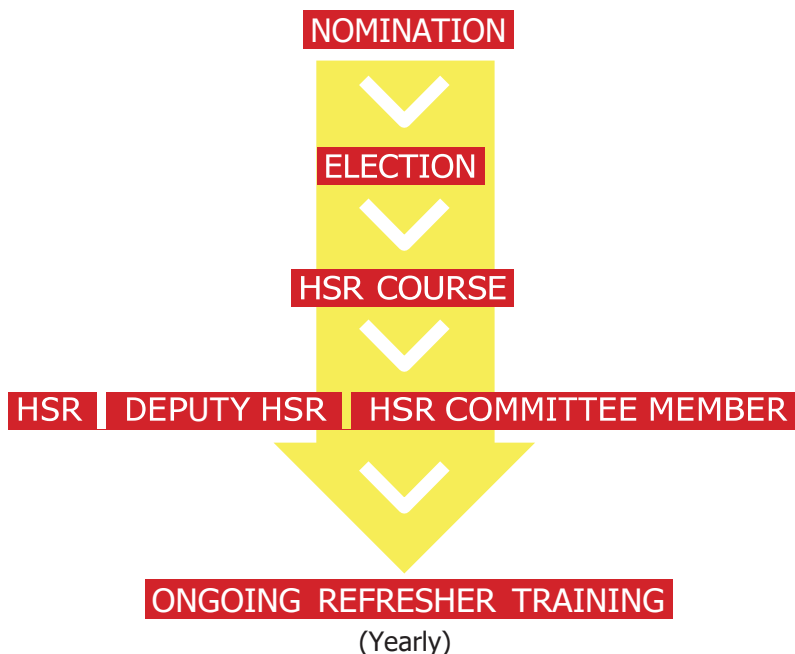 NOMINATION
ELECTION
HSR COURSE
HSR DEPUTY HSR HSR COMMITTEE MEMBER
ONGOING REFRESHER TRAINING
(Yearly)